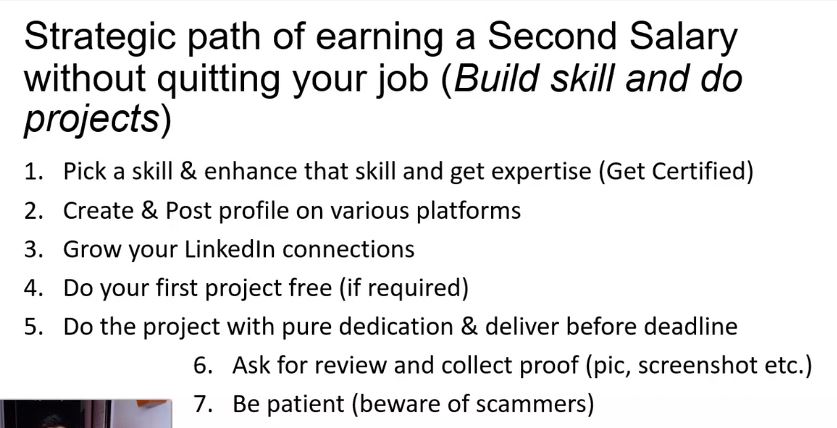 Strategic path of earning a Second Salary
without quitting your job (Build skill and do
projects)
1. Pick a skill & enhance that skill and get expertise (Get Certified)
2. Create & Post profile on various platforms
3. Grow your LinkedIn connections
4. Do your first project free (if required)
5. Do the project with pure dedication & deliver before deadline
6. Ask for review and collect proof (pic, screenshot etc.)
7. Be patient (beware of scammers)